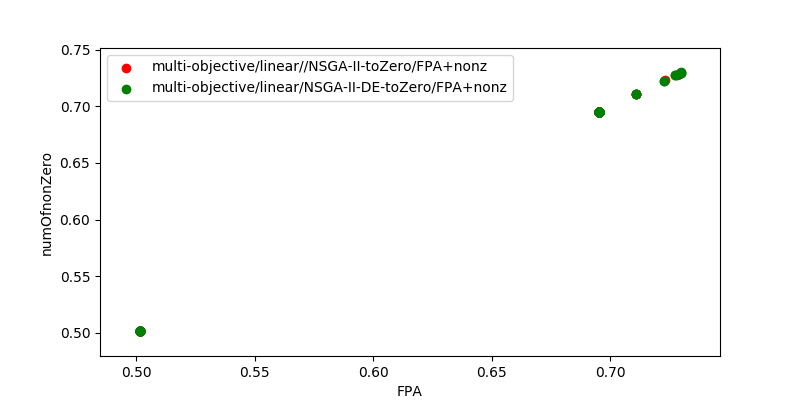 multi-objective/linear//NSGA-II-toZero/FPA+nonz
multi-objective/linear/NSGA-II-DE-toZero/FPA+nonz
numOfnonZero
0.75
0.70
0.65
0.60
0.55
0.50
0.50 0.55 0.60 0.65 0.70
FPA